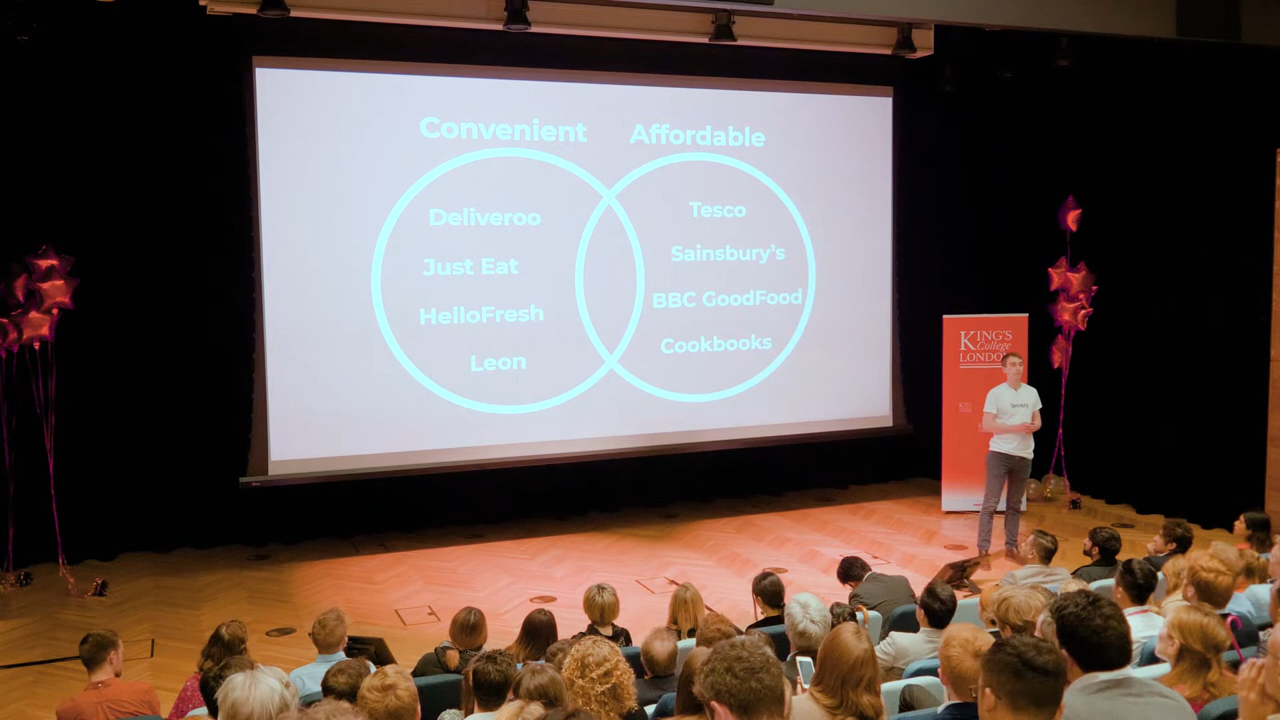 Convenient
Affordable
Deliveroo
Just Eat
HelloFresh
Leon
Tesco
Sainsbury's
BBC GoodFood
Cookbooks
KING'S
College
LONDON